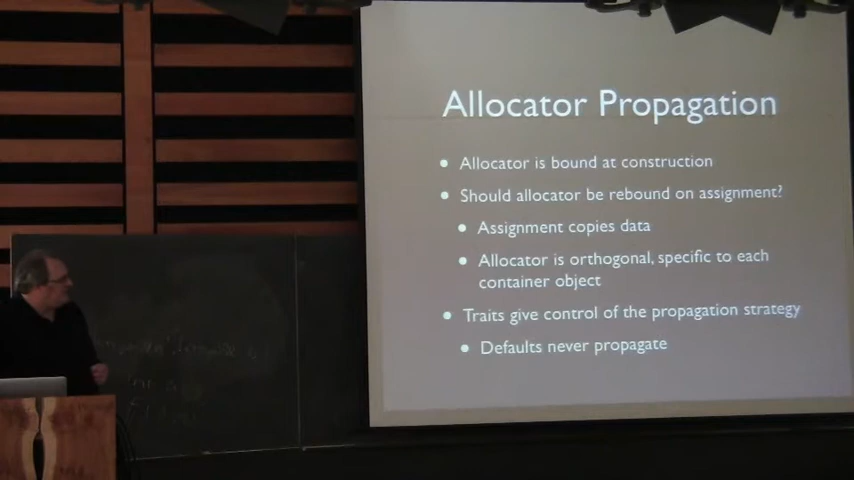 Allocator Propagation
• Allocator is bound at construction
• Should allocator be rebound on assignment?
• Assignment copies data
• Allocator is orthogonal, specific to each
container object
• Traits give control of the propagation strategy
• Defaults never propagate